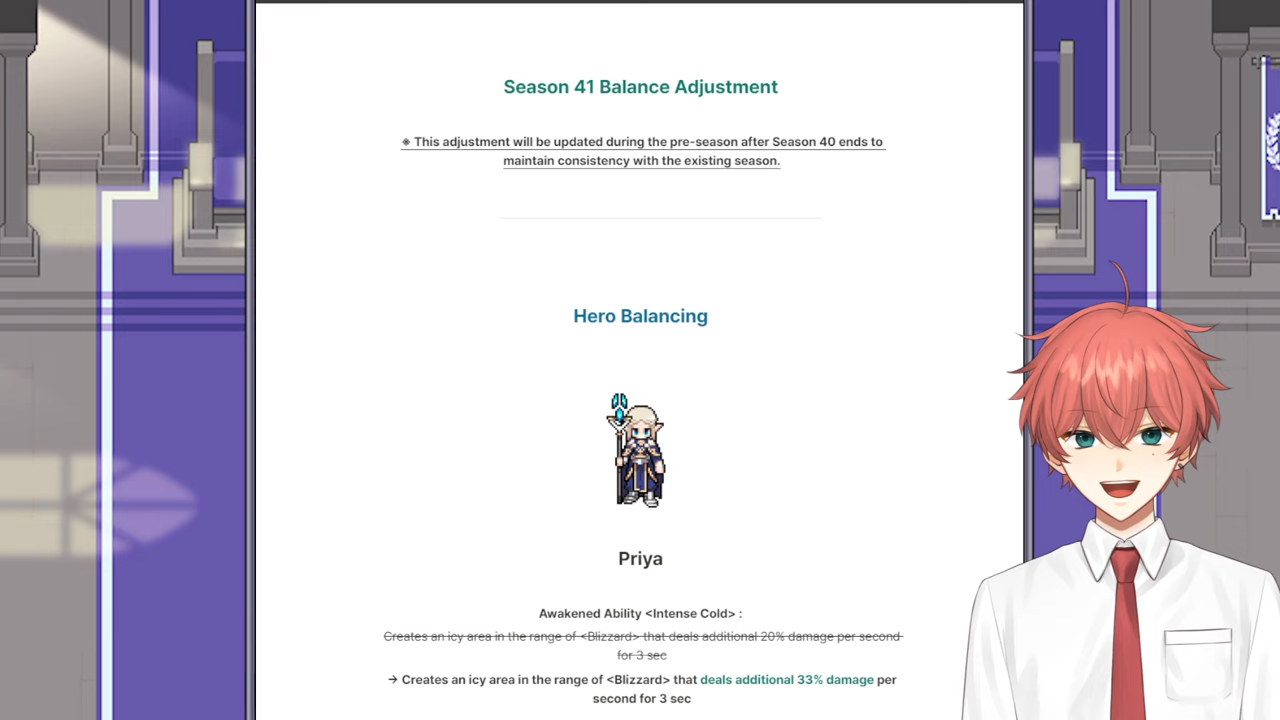 Season 41 Balance Adjustment
※ This adjustment will be updated during the pre-season after Season 40 ends to
maintain consistency with the existing season.
Hero Balancing
Priya
Awakened Ability <Intense Cold> :
Creates an icy area in the range of <Blizzard> that deals additional 20% damage per second
for 3 sec
→ Creates an icy area in the range of <Blizzard> that deals additional 33% damage per
second for 3 sec